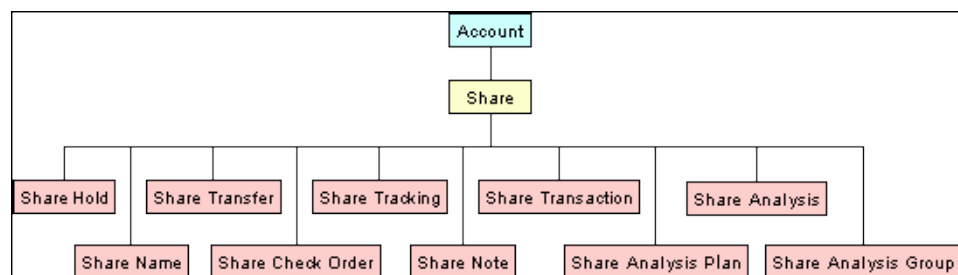 Account
Share
Share Hold
Share Transfer
Share Tracking
Share Transaction
Share Analysis
Share Name
Share Check Order
Share Note
Share Analysis Plan
Share Analysis Group